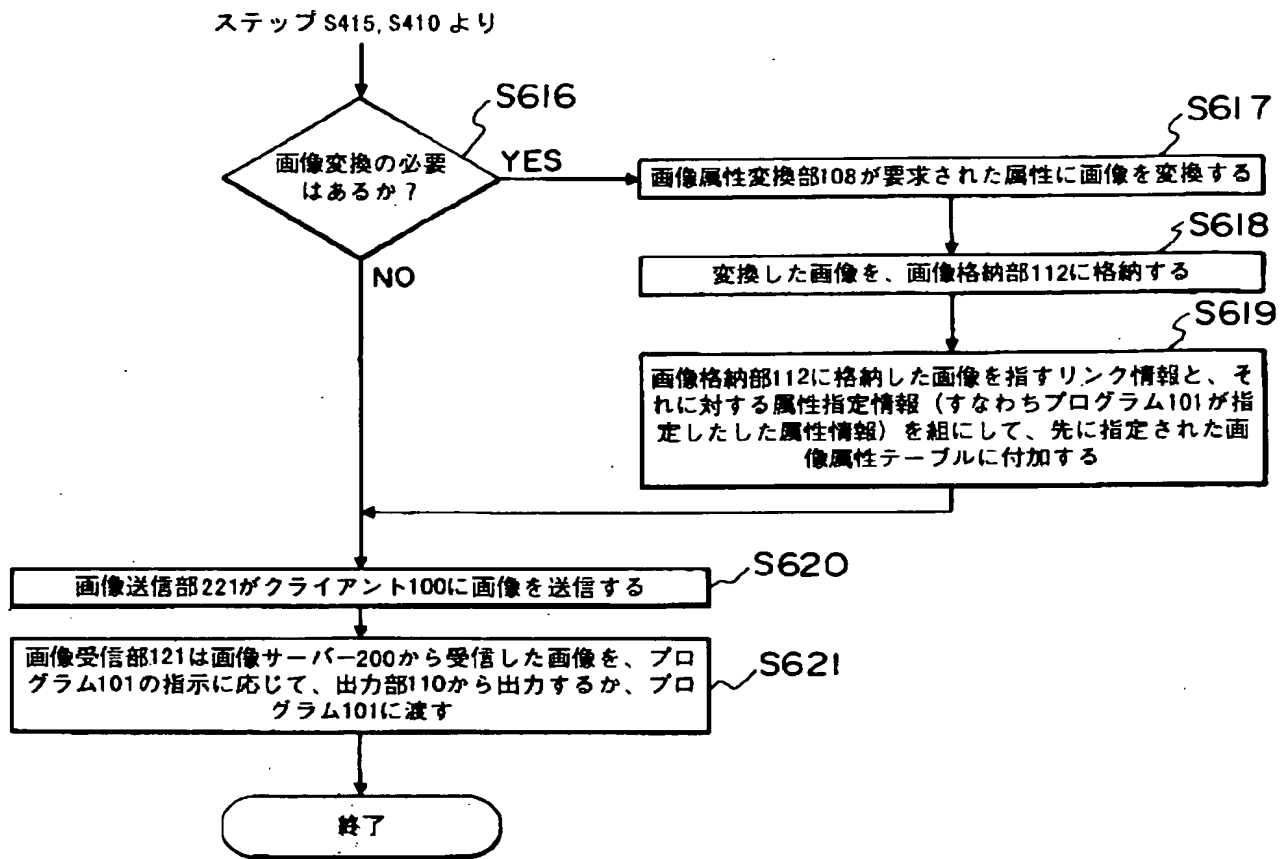 ステップS415, S410より
S616
画像変換の必要
はあるか？
YES
NO
S617
画像属性変換部108が要求された属性に画像を変換する
S618
変換した画像を、画像格納部112に格納する
S619
画像格納部112に格納した画像を指すリンク情報と、そ
れに対する属性指定情報（すなわちプログラム101が指
定したした属性情報）を組にして、先に指定された画
像属性テーブルに付加する
S620
画像送信部221がクライアント100に画像を送信する
S621
画像受信部121は画像サーバー200から受信した画像を、プロ
グラム101の指示に応じて、出力部110から出力するか、プロ
グラム101に渡す
終了